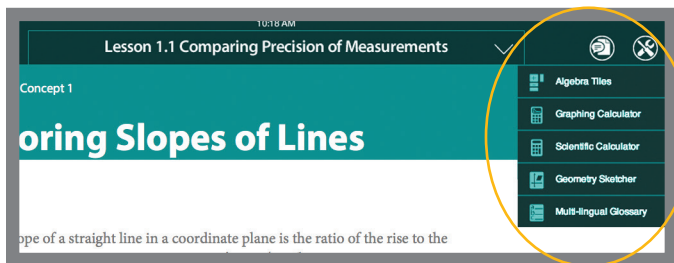 10:18 AM
Lesson 1.1 Comparing Precision of Measurements
Concept 1
oring Slopes of Lines
Algebra Tiles
Graphing Calculator
Scientific Calculator
Geometry Sketcher
Multi-lingual Glossary
ope of a straight line in a coordinate plane is the ratio of the rise to the